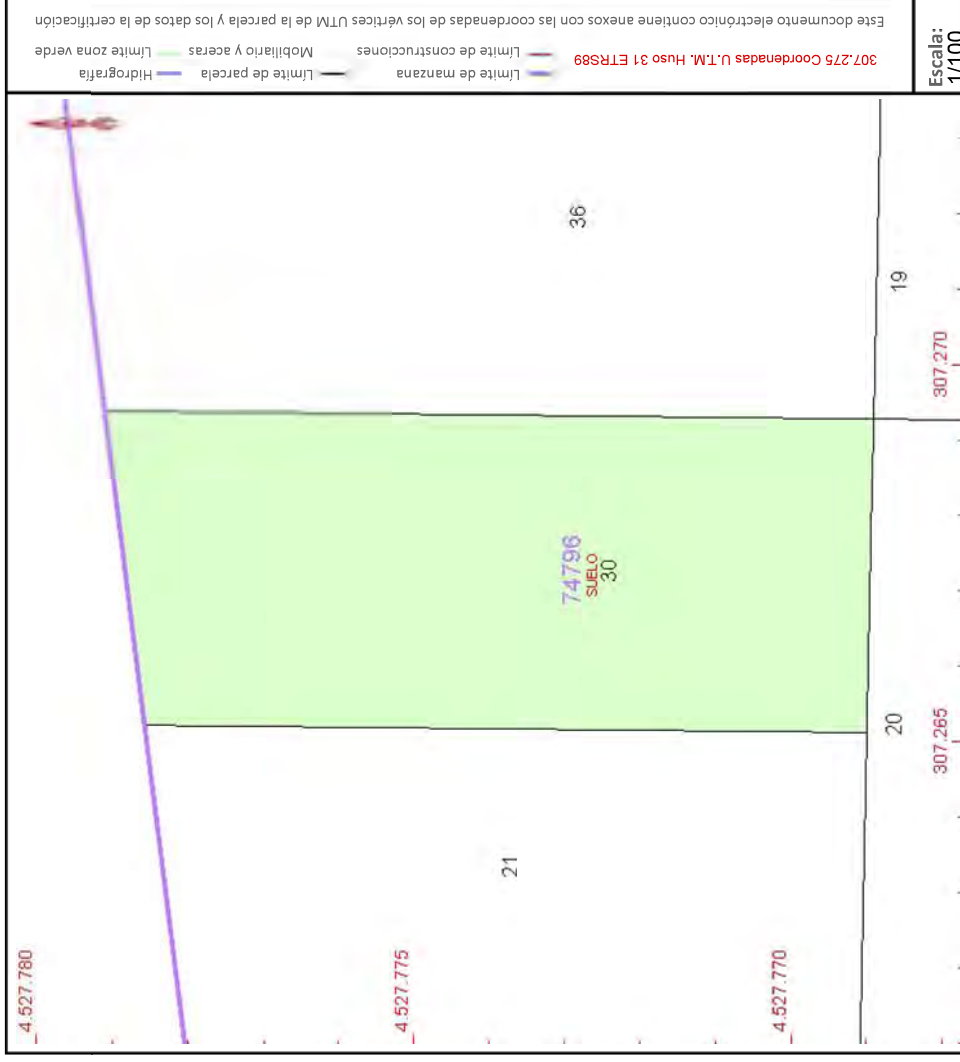 4.527.780
4.527.775
4.527.770
36
19
307.270
74796
SUELO
30
20
307.265
21
Escala:
1/100
307.275 Coordenadas U.T.M. Huso 31 ETRS89
Límite de manzana
Límite de parcela
Hidrografía
Límite de construcciones
Mobiliario y aceras
Límite zona verde
Este documento electrónico contiene anexos con las coordenadas de los vértices UTM de la parcela y los datos de la certificación